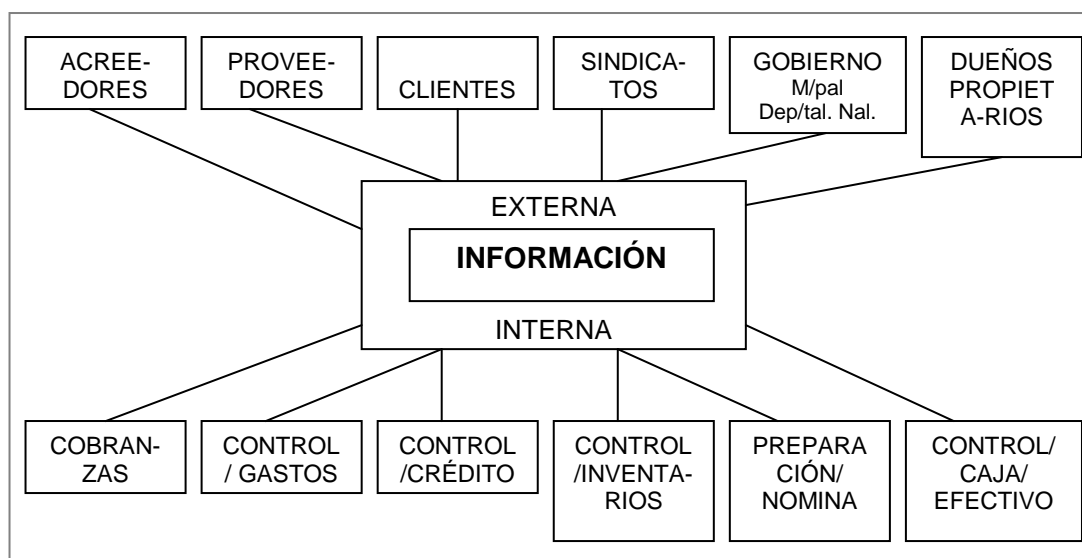 ACREE-
DORES
PROVEE-
DORES
CLIENTES
SINDICA-
TOS
GOBIERNO
M/pal
Dep/tal. Nal.
DUEÑOS
PROPIET
A-RIOS
EXTERNA
INFORMACIÓN
INTERNA
COBRAN-
ZAS
CONTROL
/ GASTOS
CONTROL
/CRÉDITO
CONTROL
/INVENTA-
RIOS
PREPARA
CIÓN/
NOMINA
CONTROL/
CAJA/
EFECTIVO